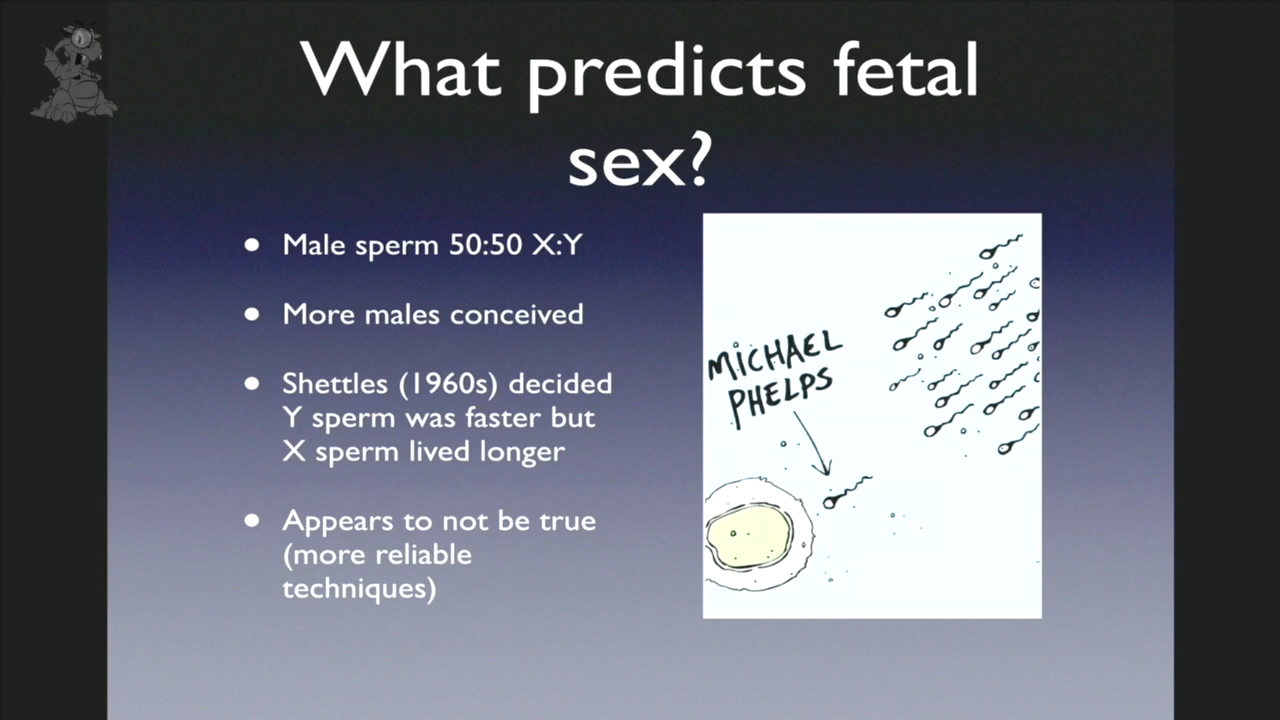 What predicts fetal
sex?
• Male sperm 50:50 X:Y
• More males conceived
• Shettles (1960s) decided
Y sperm was faster but
X sperm lived longer
• Appears to not be true
(more reliable
techniques)
MICHAEL
PHELPS